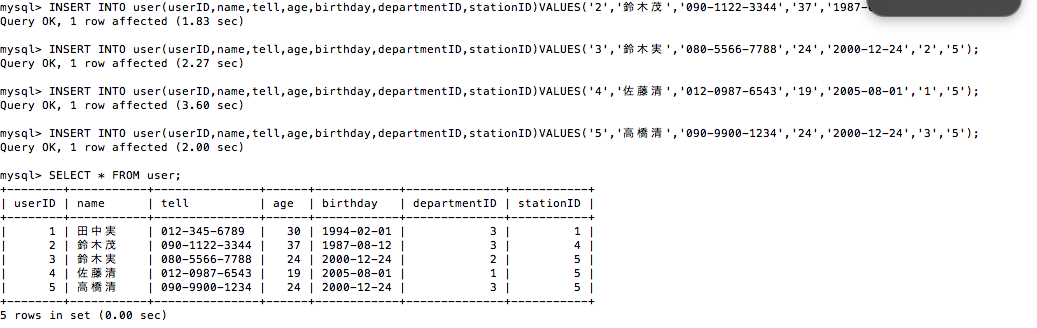 mysql> INSERT INTO user(userID,name,tell,age,birthday,departmentID,stationID)VALUES('2','鈴木茂','090-1122-3344','37','1987-
Query OK, 1 row affected (1.83 sec)
mysql> INSERT INTO user(userID,name,tell,age,birthday,departmentID,stationID)VALUES('3','鈴木実','080-5566-7788','24','2000-12-24','2','5');
Query OK, 1 row affected (2.27 sec)
mysql> INSERT INTO user(userID,name,tell,age,birthday,departmentID,stationID)VALUES('4','佐藤清','012-0987-6543','19','2005-08-01','1','5');
Query OK, 1 row affected (3.60 sec)
mysql> INSERT INTO user(userID,name,tell,age,birthday,departmentID,stationID)VALUES('5','高橋清','090-9900-1234','24','2000-12-24','3','5');
Query OK, 1 row affected (2.00 sec)
mysql> SELECT * FROM user;
+--------+----------+---------------+------+------------+--------------+-----------+
| userID | name     | tell          | age  | birthday   | departmentID | stationID |
+--------+----------+---------------+------+------------+--------------+-----------+
|      1 | 田中実   | 012-345-6789  |   30 | 1994-02-01 |            3 |         1 |
|      2 | 鈴木茂   | 090-1122-3344 |   37 | 1987-08-12 |            3 |         4 |
|      3 | 鈴木実   | 080-5566-7788 |   24 | 2000-12-24 |            2 |         5 |
|      4 | 佐藤清   | 012-0987-6543 |   19 | 2005-08-01 |            1 |         5 |
|      5 | 高橋清   | 090-9900-1234 |   24 | 2000-12-24 |            3 |         5 |
+--------+----------+---------------+------+------------+--------------+-----------+
5 rows in set (0.00 sec)